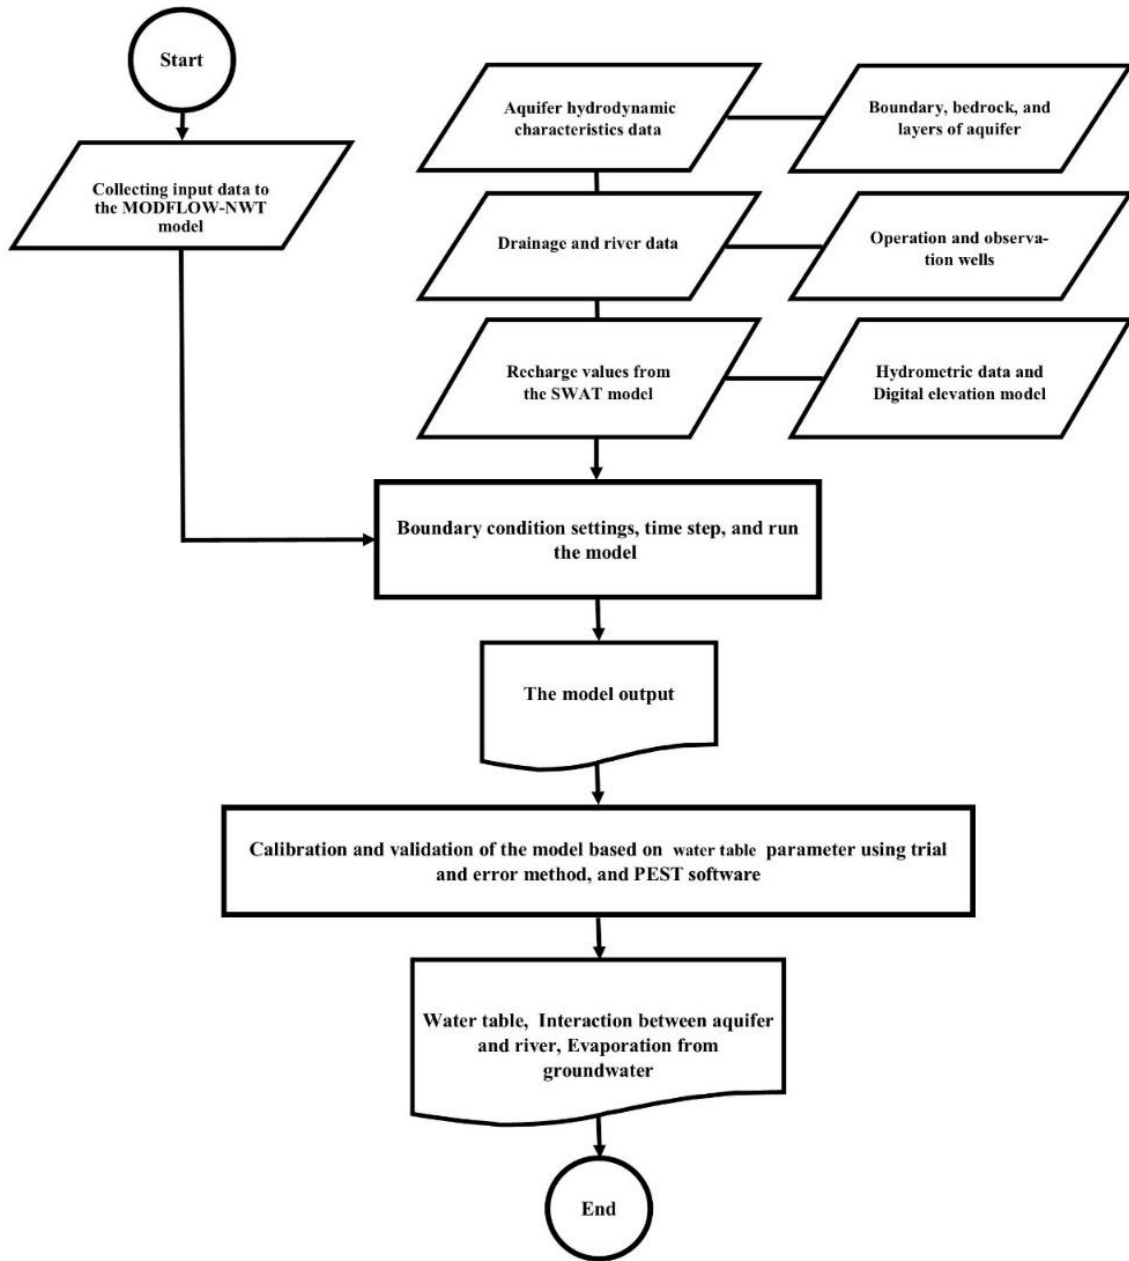 Start
Collecting input data to
the MODFLOW-NWT
model
Aquifer hydrodynamic
characteristics data
Boundary, bedrock, and
layers of aquifer
Drainage and river data
Operation and observa-
tion wells
Recharge values from
the SWAT model
Hydrometric data and
Digital elevation model
Boundary condition settings, time step, and run
the model
The model output
Calibration and validation of the model based on water table parameter using trial
and error method, and PEST software
Water table, Interaction between aquifer
and river, Evaporation from
groundwater
End